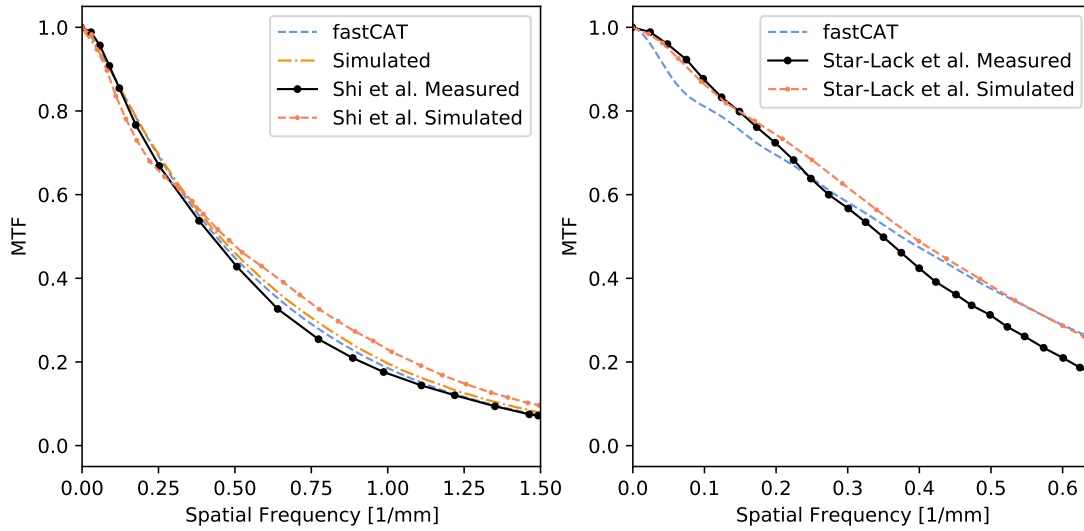 fastCAT
Simulated
Shi et al. Measured
Shi et al. Simulated
1.0
0.8
0.6
0.4
0.2
0.0
MTF
0.00
0.25
0.50
0.75
1.00
1.25
1.50
Spatial Frequency [1/mm]
fastCAT
Star-Lack et al. Measured
Star-Lack et al. Simulated
1.0
0.8
0.6
0.4
0.2
0.0
MTF
0.0
0.1
0.2
0.3
0.4
0.5
0.6
Spatial Frequency [1/mm]